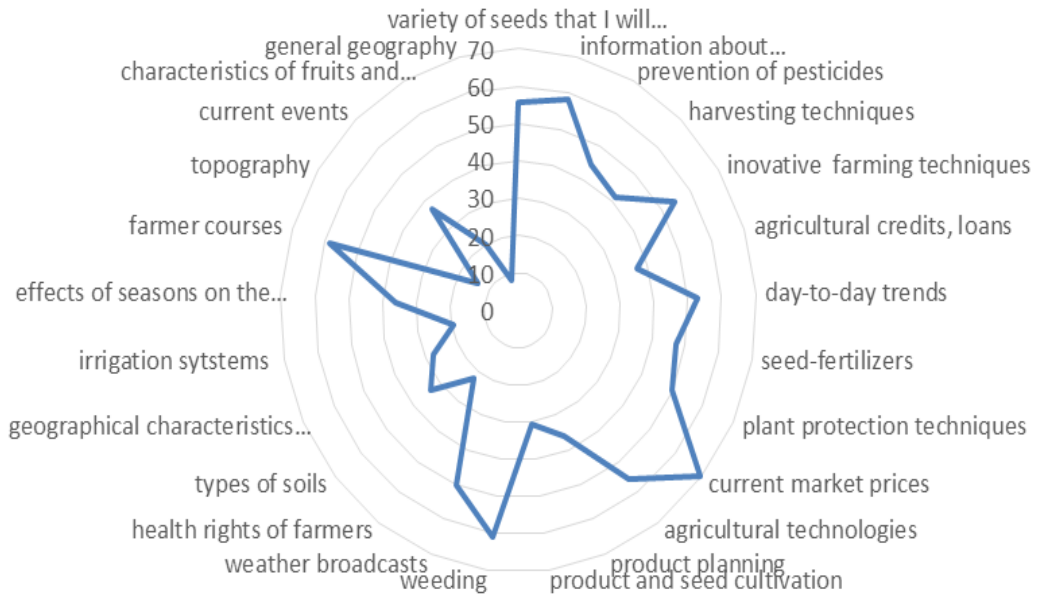 variety of seeds that I will...
information about...
prevention of pesticides
harvesting techniques
inovative farming techniques
agricultural credits, loans
day-to-day trends
seed-fertilizers
plant protection techniques
current market prices
agricultural technologies
product planning
product and seed cultivation
weeding
weather broadcasts
health rights of farmers
types of soils
geographical characteristics...
irrigation sytstems
effects of seasons on the...
farmer courses
topography
current events
characteristics of fruits and...
general geography
70
60
50
40
30
20
10
0